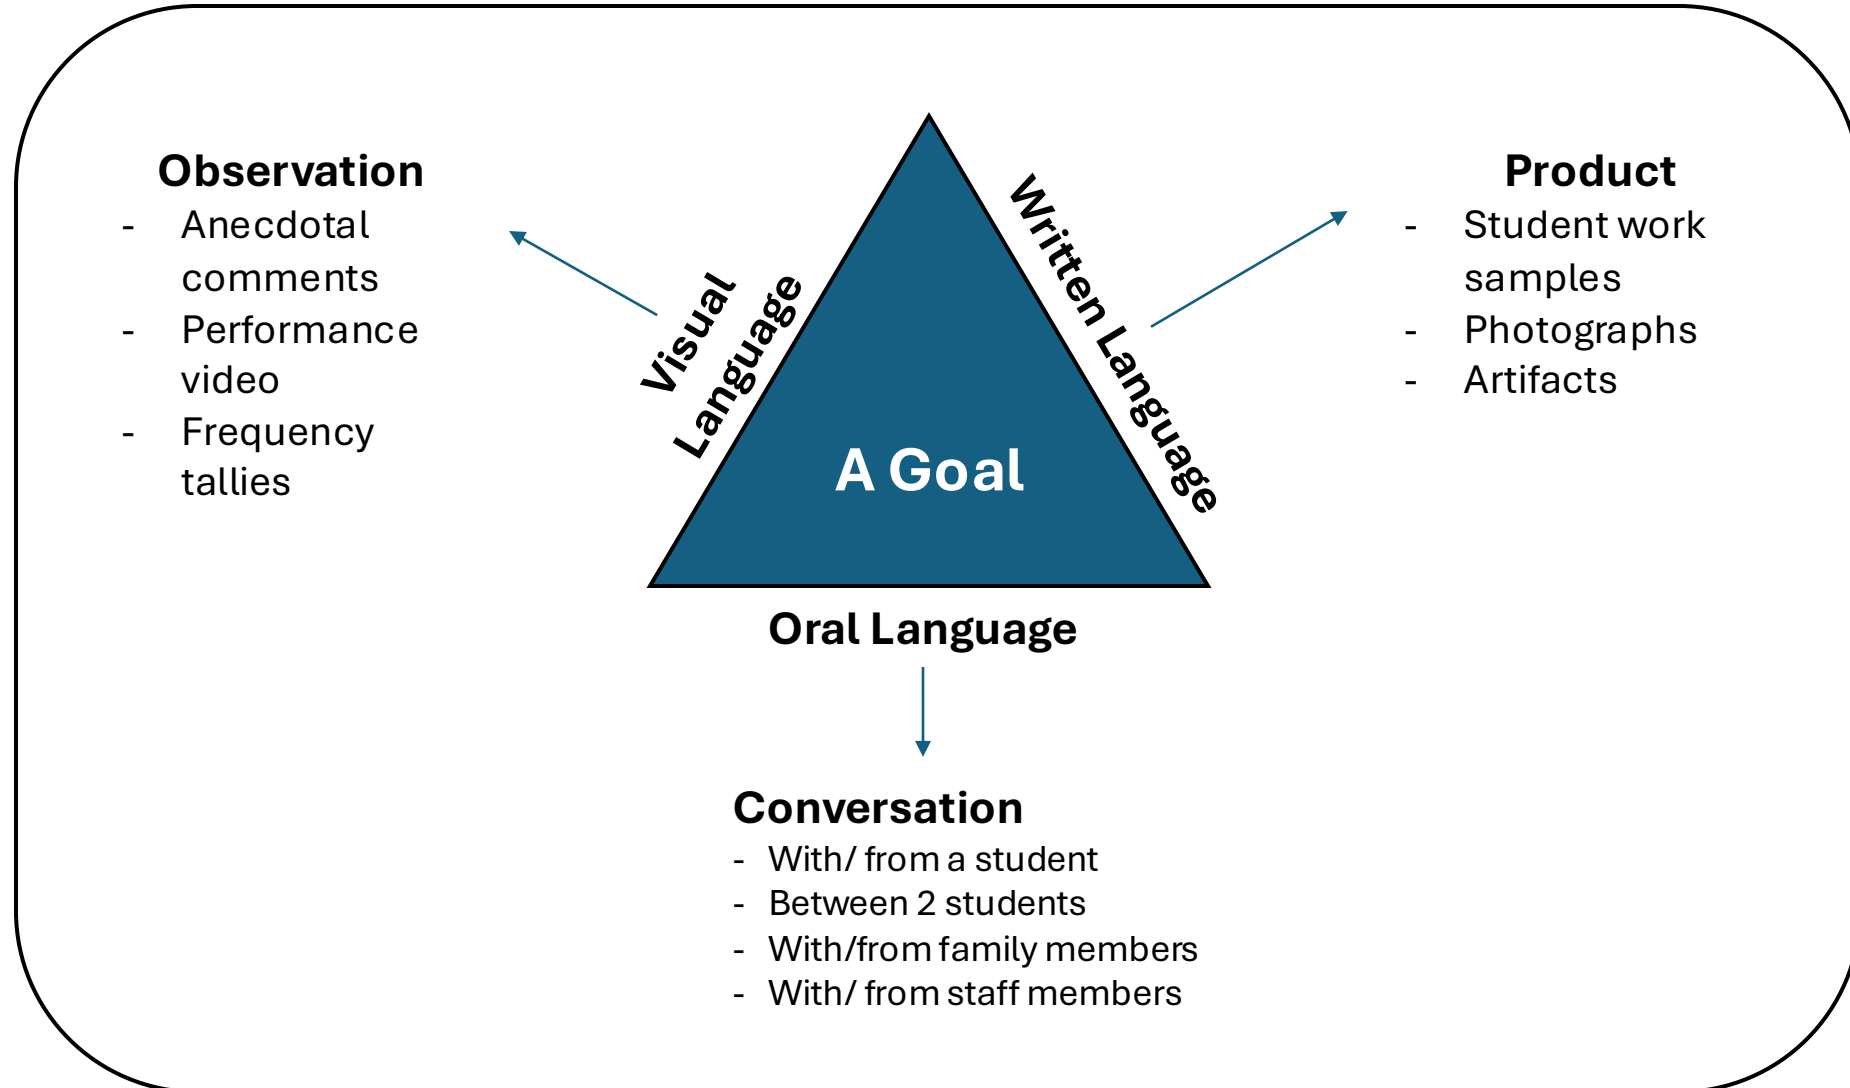 Observation
- Anecdotal
comments
- Performance
video
- Frequency
tallies
Visual
Language
A Goal
Written Language
Product
- Student work
samples
- Photographs
- Artifacts
Oral Language
Conversation
- With/ from a student
- Between 2 students
- With/from family members
- With/ from staff members